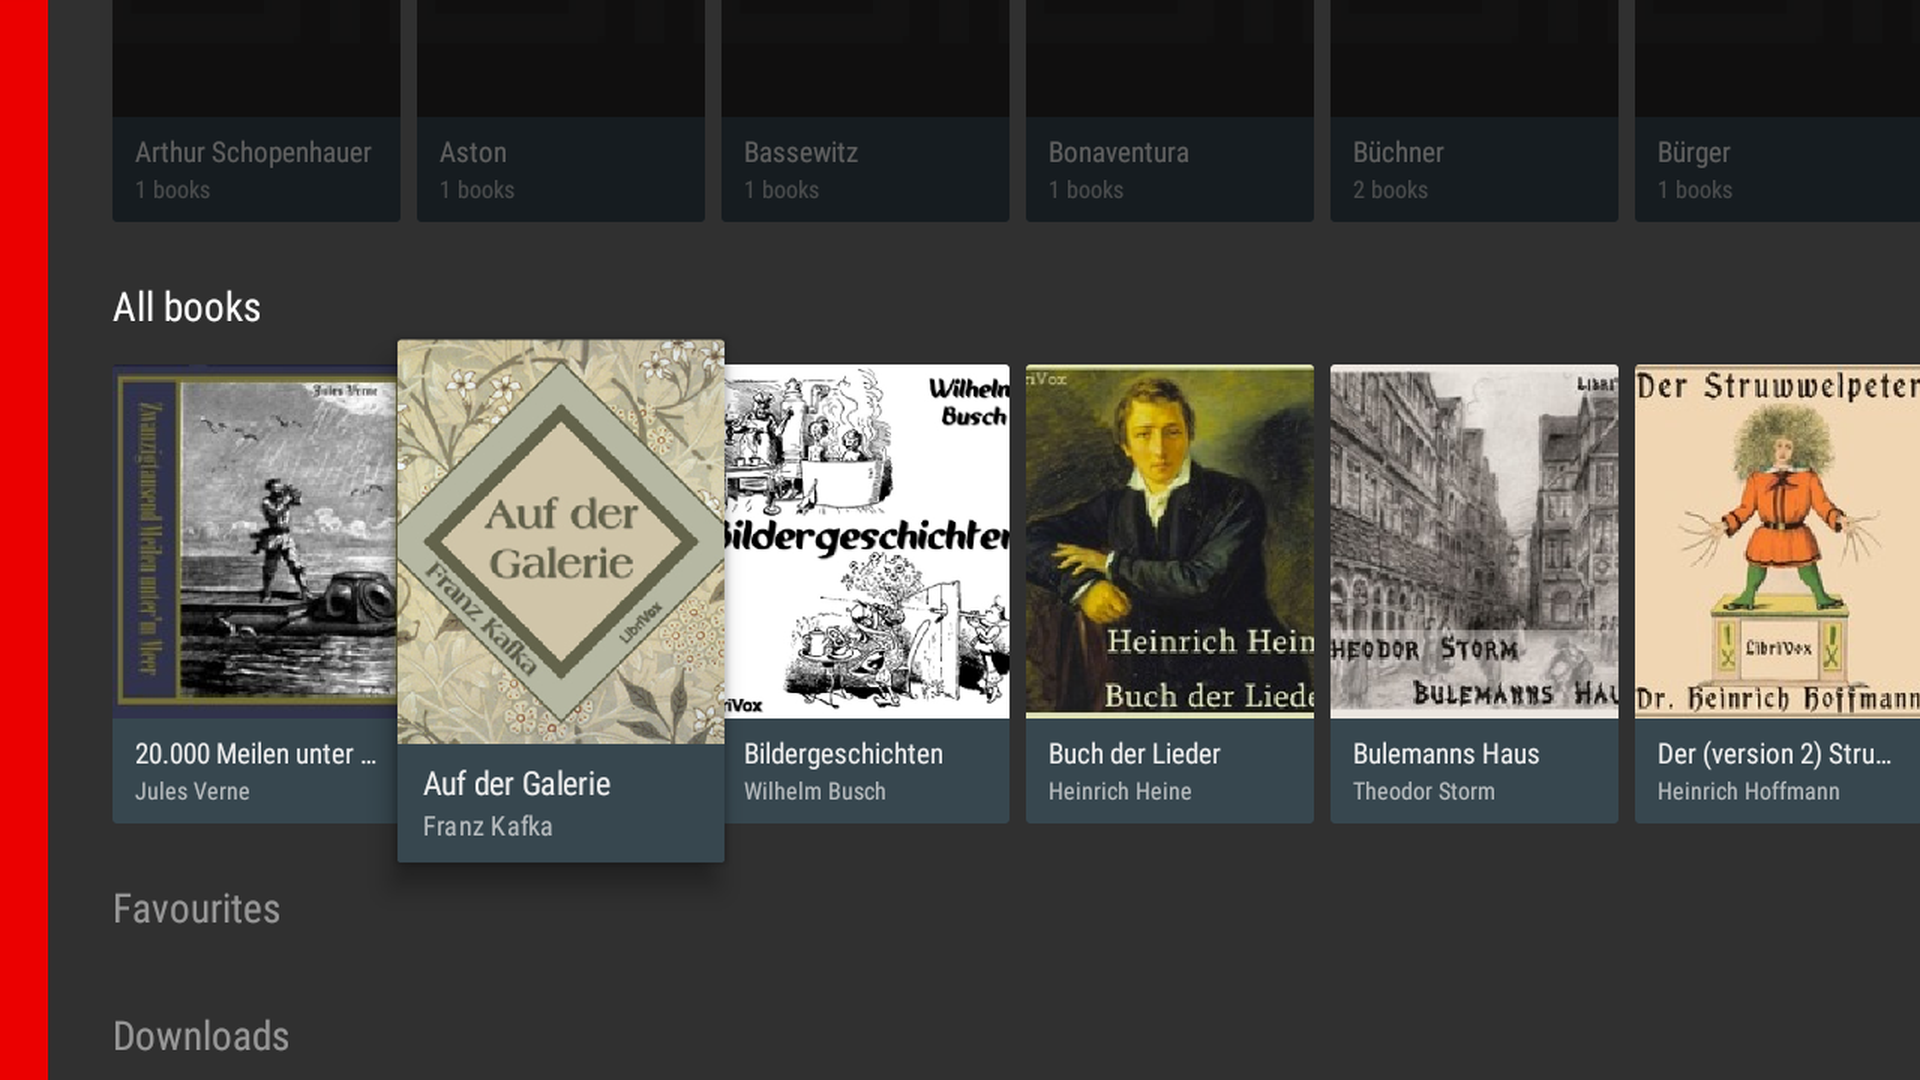 Arthur Schopenhauer
1 books
Aston
1 books
Bassewitz
1 books
Bonaventura
1 books
Büchner
2 books
Bürger
1 books
All books
Jules Verne
Zwanzigtausend Meilen unter'm Meer
20.000 Meilen unter ...
Jules Verne
Auf der
Galerie
Franz Kafka
LibriVox
Auf der Galerie
Franz Kafka
Wilhelm
Busch
Bildergeschichten
riVox
Bildergeschichten
Wilhelm Busch
riVox
Heinrich Hein
Buch der Liede
Buch der Lieder
Heinrich Heine
LIBRI
HEODOR STORM
BULEMANNS HAU
Bulemanns Haus
Theodor Storm
Der Struwwelpeter
LibriVox
Dr. Heinrich Hoffmann
Der (version 2) Stru...
Heinrich Hoffmann
Favourites
Downloads